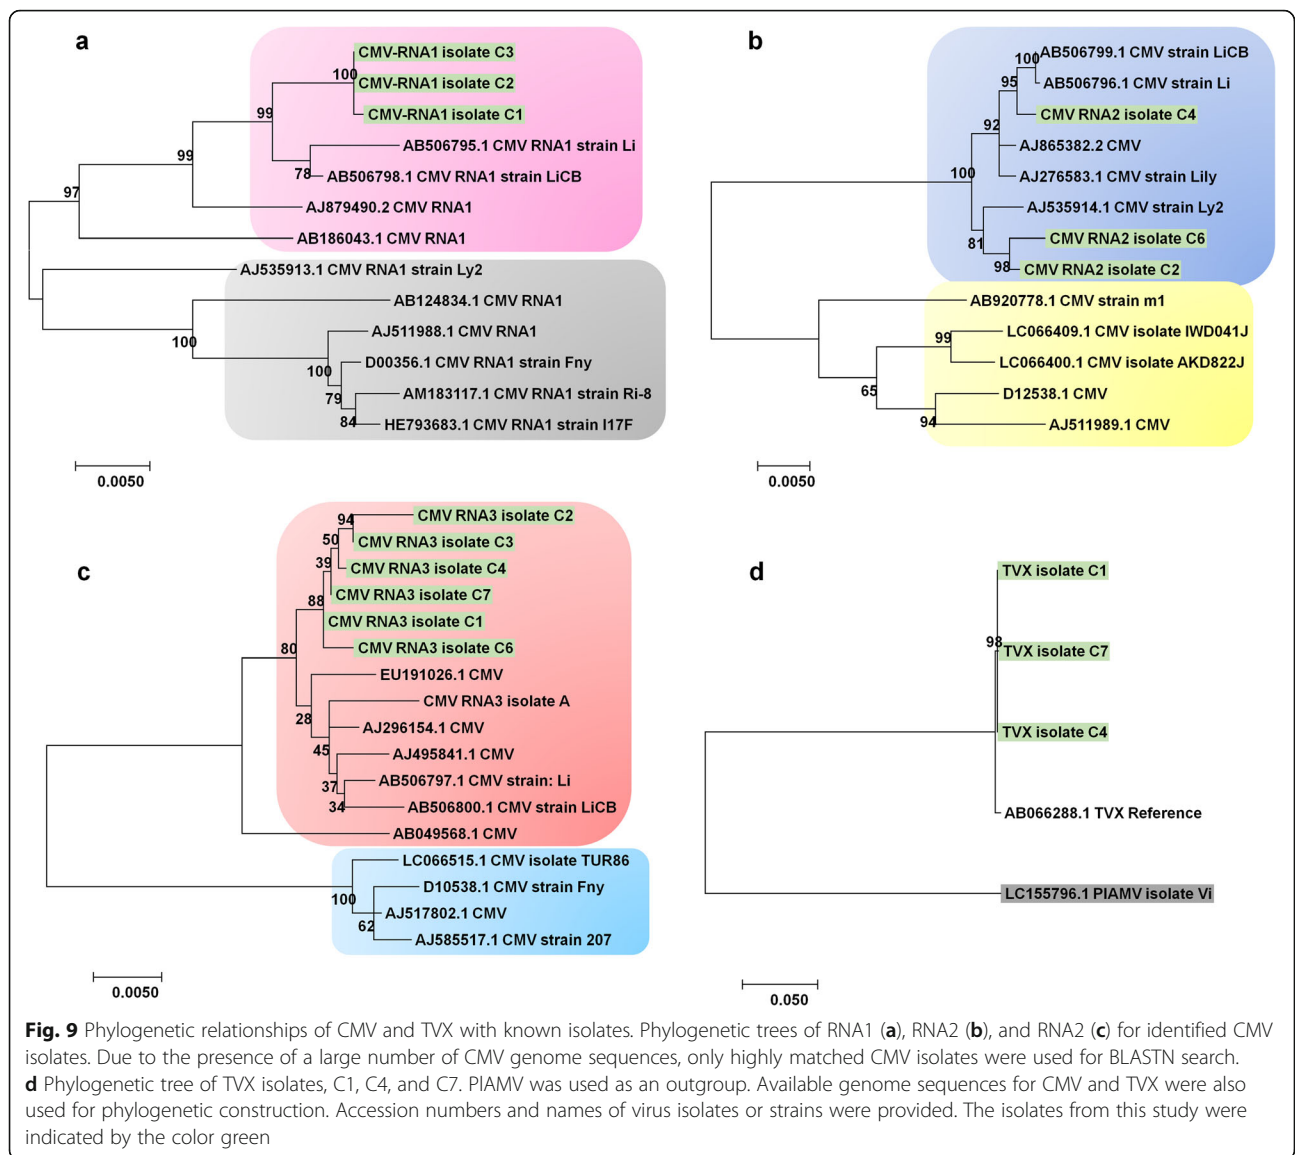 a
CMV-RNA1 isolate C3
100
CMV-RNA1 isolate C2
CMV-RNA1 isolate C1
99
AB506795.1 CMV RNA1 strain Li
99
78
AB506798.1 CMV RNA1 strain LiCB
97
AJ879490.2 CMV RNA1
AB186043.1 CMV RNA1
AJ535913.1 CMV RNA1 strain Ly2
AB124834.1 CMV RNA1
100
AJ511988.1 CMV RNA1
100
D00356.1 CMV RNA1 strain Fny
79
AM183117.1 CMV RNA1 strain Ri-8
84
HE793683.1 CMV RNA1 strain I17F
0.0050
b
AB506799.1 CMV strain LiCB
100
AB506796.1 CMV strain Li
95
CMV RNA2 isolate C4
92
AJ865382.2 CMV
100
AJ276583.1 CMV strain Lily
AJ535914.1 CMV strain Ly2
81
CMV RNA2 isolate C6
98
CMV RNA2 isolate C2
AB920778.1 CMV strain m1
LC066409.1 CMV isolate IWD041J
99
LC066400.1 CMV isolate AKD822J
65
D12538.1 CMV
94
AJ511989.1 CMV
0.0050
c
CMV RNA3 isolate C2
94
CMV RNA3 isolate C3
50
CMV RNA3 isolate C4
39
CMV RNA3 isolate C7
88
CMV RNA3 isolate C1
CMV RNA3 isolate C6
80
EU191026.1 CMV
CMV RNA3 isolate A
28
AJ296154.1 CMV
45
AJ495841.1 CMV
AB506797.1 CMV strain: Li
37
34
AB506800.1 CMV strain LiCB
AB049568.1 CMV
LC066515.1 CMV isolate TUR86
D10538.1 CMV strain Fny
100
AJ517802.1 CMV
62
AJ585517.1 CMV strain 207
0.0050
d
TVX isolate C1
98
TVX isolate C7
TVX isolate C4
AB066288.1 TVX Reference
LC155796.1 PlAMV isolate Vi
0.050
Fig. 9 Phylogenetic relationships of CMV and TVX with known isolates. Phylogenetic trees of RNA1 (a), RNA2 (b), and RNA2 (c) for identified CMV
isolates. Due to the presence of a large number of CMV genome sequences, only highly matched CMV isolates were used for BLASTN search.
d Phylogenetic tree of TVX isolates, C1, C4, and C7. PlAMV was used as an outgroup. Available genome sequences for CMV and TVX were also
used for phylogenetic construction. Accession numbers and names of virus isolates or strains were provided. The isolates from this study were
indicated by the color green